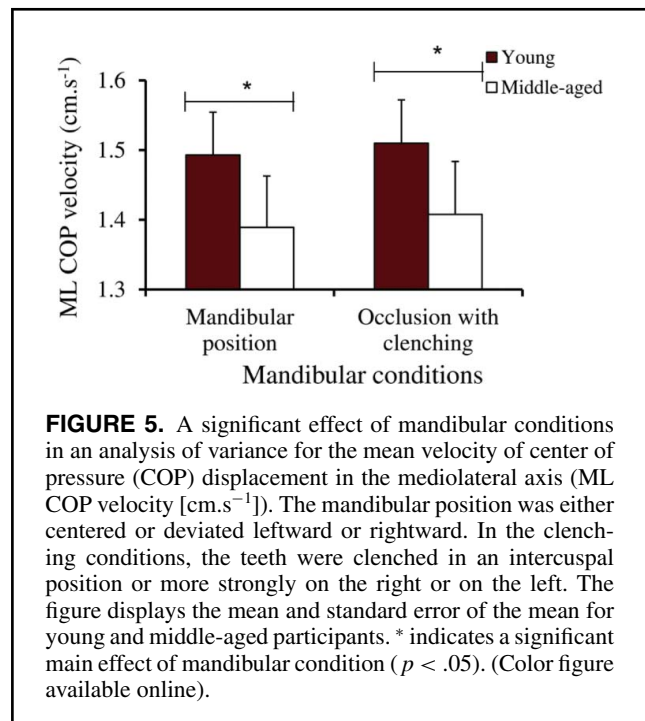 ML COP velocity (cm.s-1)
1.6
1.5
1.4
1.3
*
*
Young
Middle-aged
Mandibular
position
Occlusion with
clenching
Mandibular conditions
FIGURE 5. A significant effect of mandibular conditions
in an analysis of variance for the mean velocity of center of
pressure (COP) displacement in the mediolateral axis (ML
COP velocity [cm.s−1]). The mandibular position was either
centered or deviated leftward or rightward. In the clench-
ing conditions, the teeth were clenched in an intercuspal
position or more strongly on the right or on the left. The
figure displays the mean and standard error of the mean for
young and middle-aged participants. * indicates a significant
main effect of mandibular condition (p < .05). (Color figure
available online).